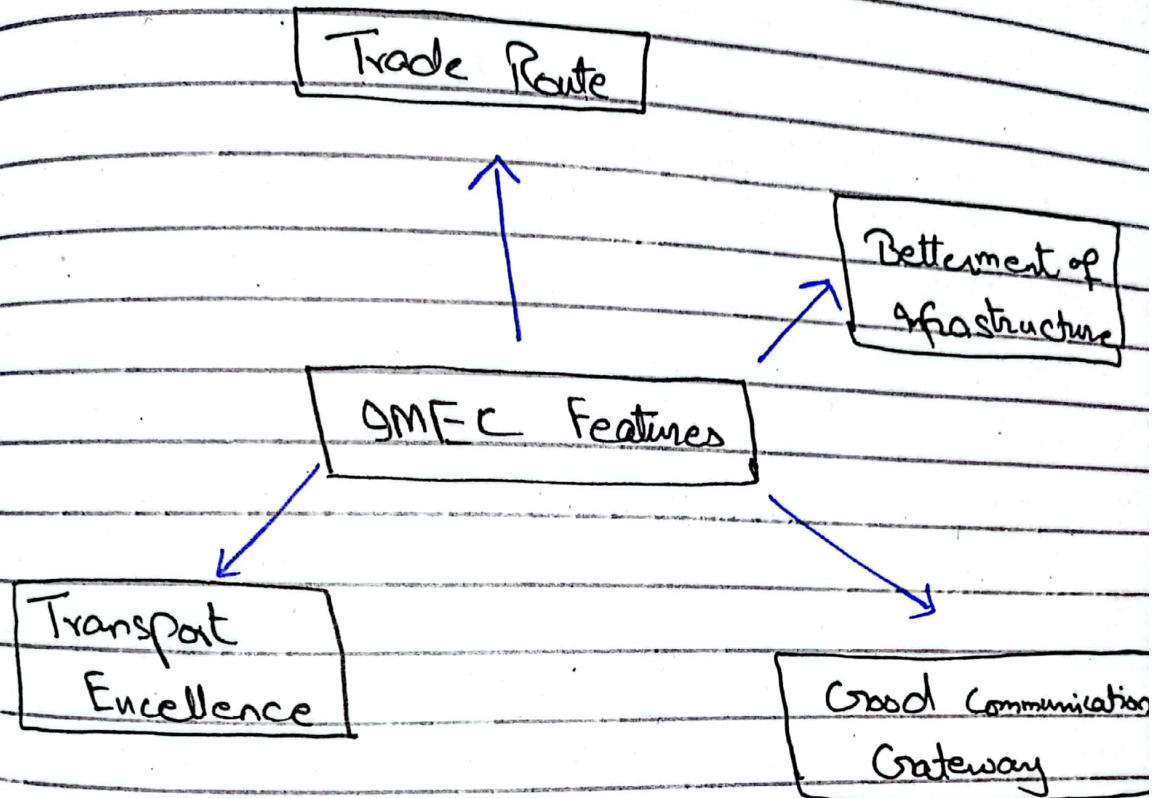 Trade Route
Betterment of
Infrastructure
IMEC Features
Transport
Excellence
Good Communication
Gateway